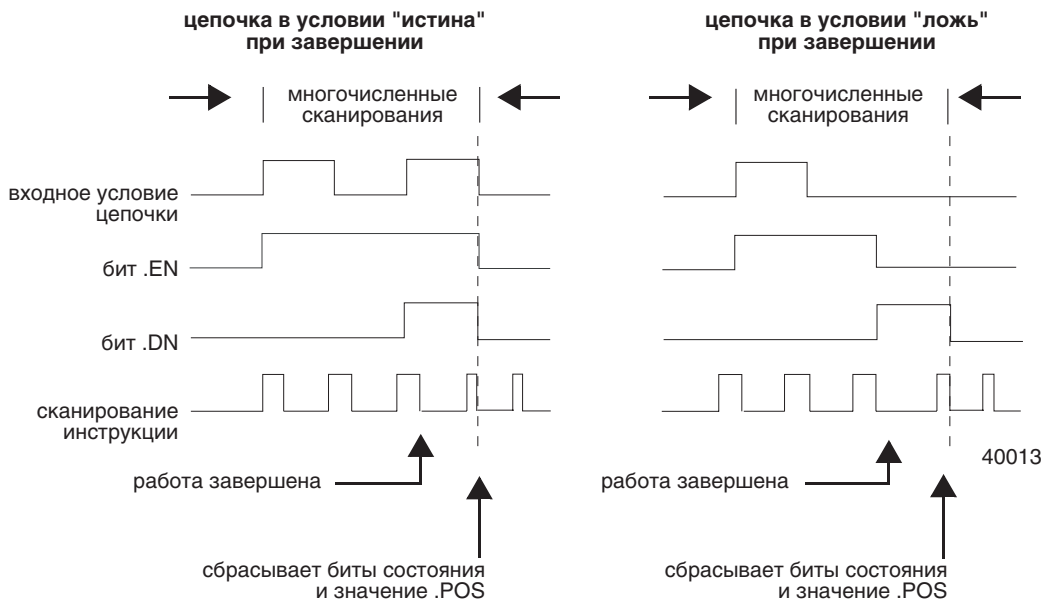 цепочка в условии "истина"
при завершении
многочисленные
сканирования
входное условие
цепочки
бит .EN
бит .DN
сканирование
инструкции
работа завершена
сбрасывает биты состояния
и значение .POS
цепочка в условии "ложь"
при завершении
многочисленные
сканирования
40013
работа завершена
сбрасывает биты состояния
и значение .POS